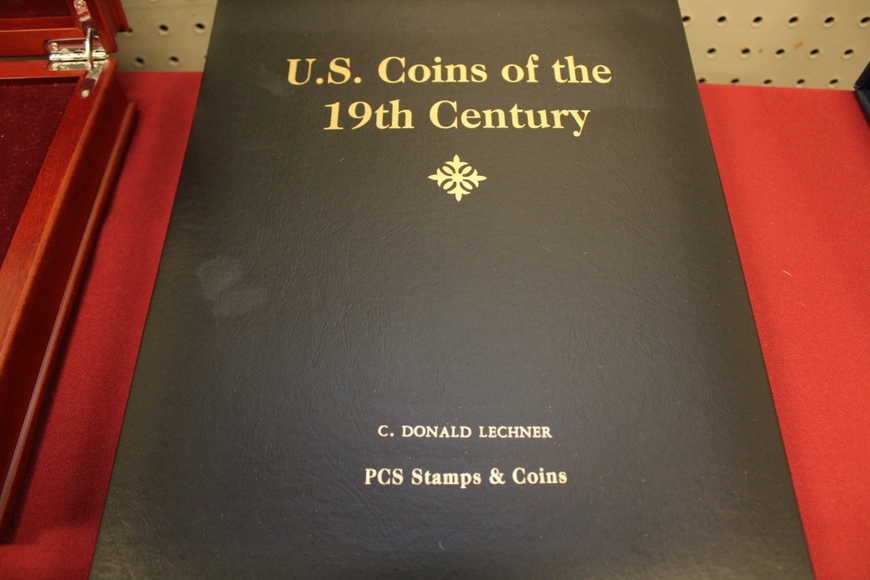 U.S. Coins of the
19th Century
C. DONALD LECHNER
PCS Stamps & Coins